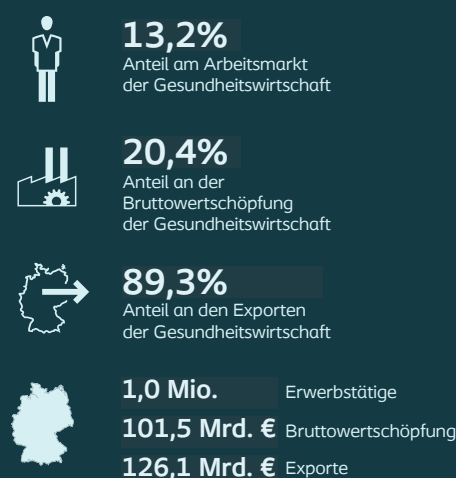 13,2%
Anteil am Arbeitsmarkt
der Gesundheitswirtschaft
20,4%
Anteil an der
Bruttowertschöpfung
der Gesundheitswirtschaft
89,3%
Anteil an den Exporten
der Gesundheitswirtschaft
1,0 Mio. Erwerbstätige
101,5 Mrd. € Bruttowertschöpfung
126,1 Mrd. € Exporte